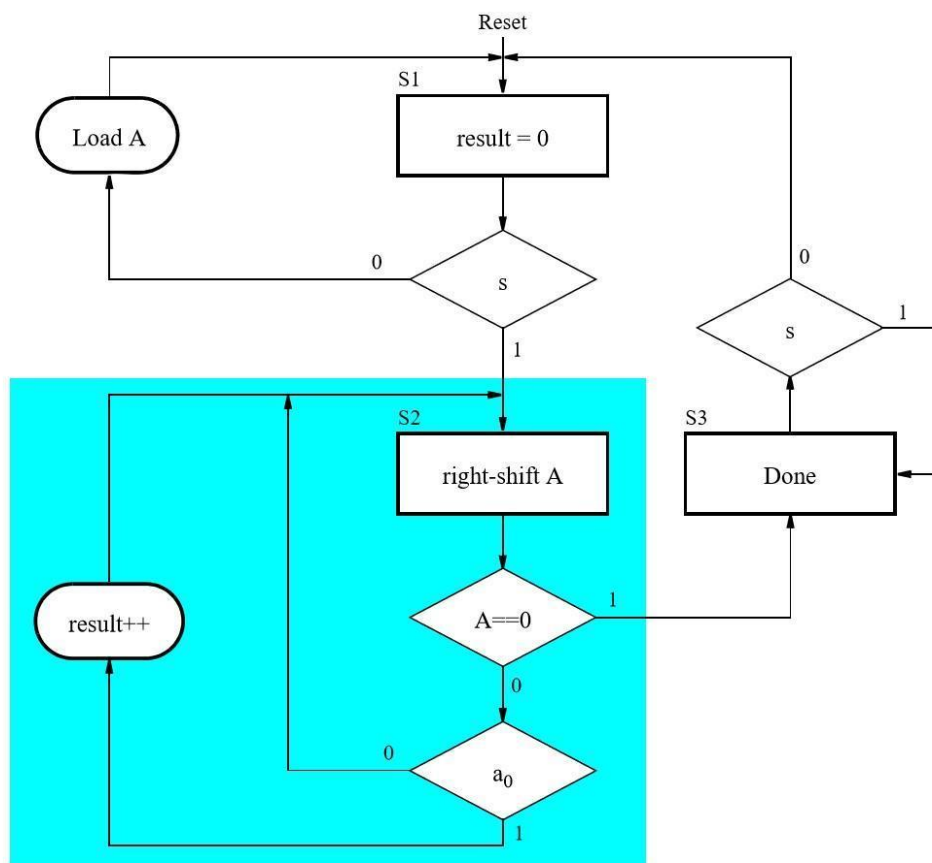 Reset
S1
Load A
result = 0
0
s
1
0
s
1
S2
S3
right-shift A
Done
result++
A==0
1
0
0
a₀
1